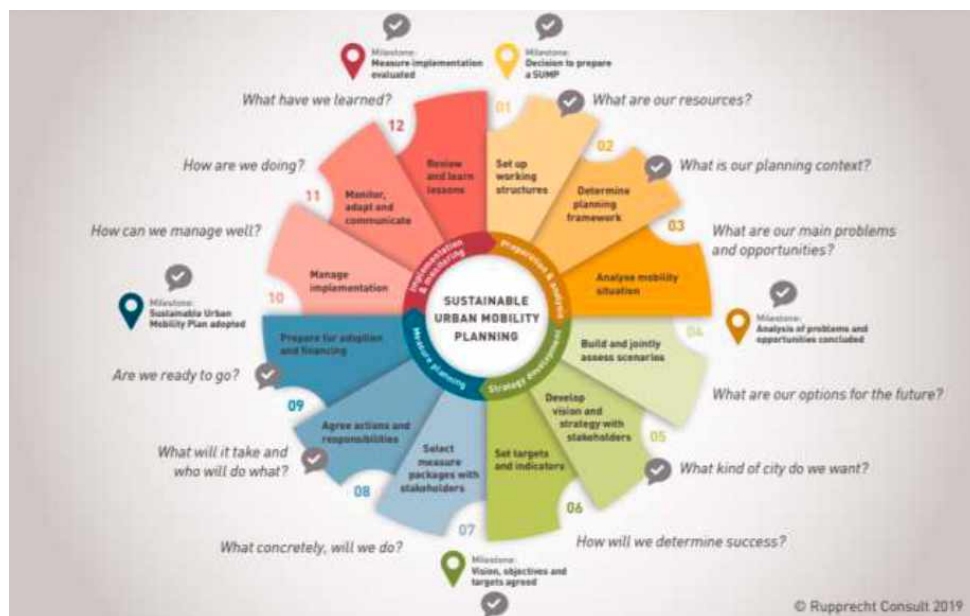 Milestone:
Measure implementation
evaluated
Milestone:
Decision to prepare
a SUMP
What have we learned?
What are our resources?
12
01
Review
and learn
lessons
Set up
working
structures
How are we doing?
02
What is our planning context?
11
Monitor,
adapt and
communicate
Determine
planning
framework
03
How can we manage well?
What are our main problems
and opportunities?
10
Manage
implementation
Analyse mobility
situation
Implementation
& monitoring
Preparation & analysis
SUSTAINABLE
URBAN MOBILITY
PLANNING
Measure planning
Strategy development
Milestone:
Sustainable Urban
Mobility Plan adopted
Milestone:
Analysis of problems and
opportunities concluded
Prepare for adoption
and financing
04
Build and jointly
assess scenarios
Are we ready to go?
What are our options for the future?
09
Agree actions and
responsibilities
Develop
vision and
strategy with
stakeholders
05
What will it take and
who will do what?
08
Select
measure
packages with
stakeholders
Set targets
and indicators
What kind of city do we want?
07
06
What concretely, will we do?
How will we determine success?
Milestone:
Vision, objectives and
targets agreed
© Rupprecht Consult 2019